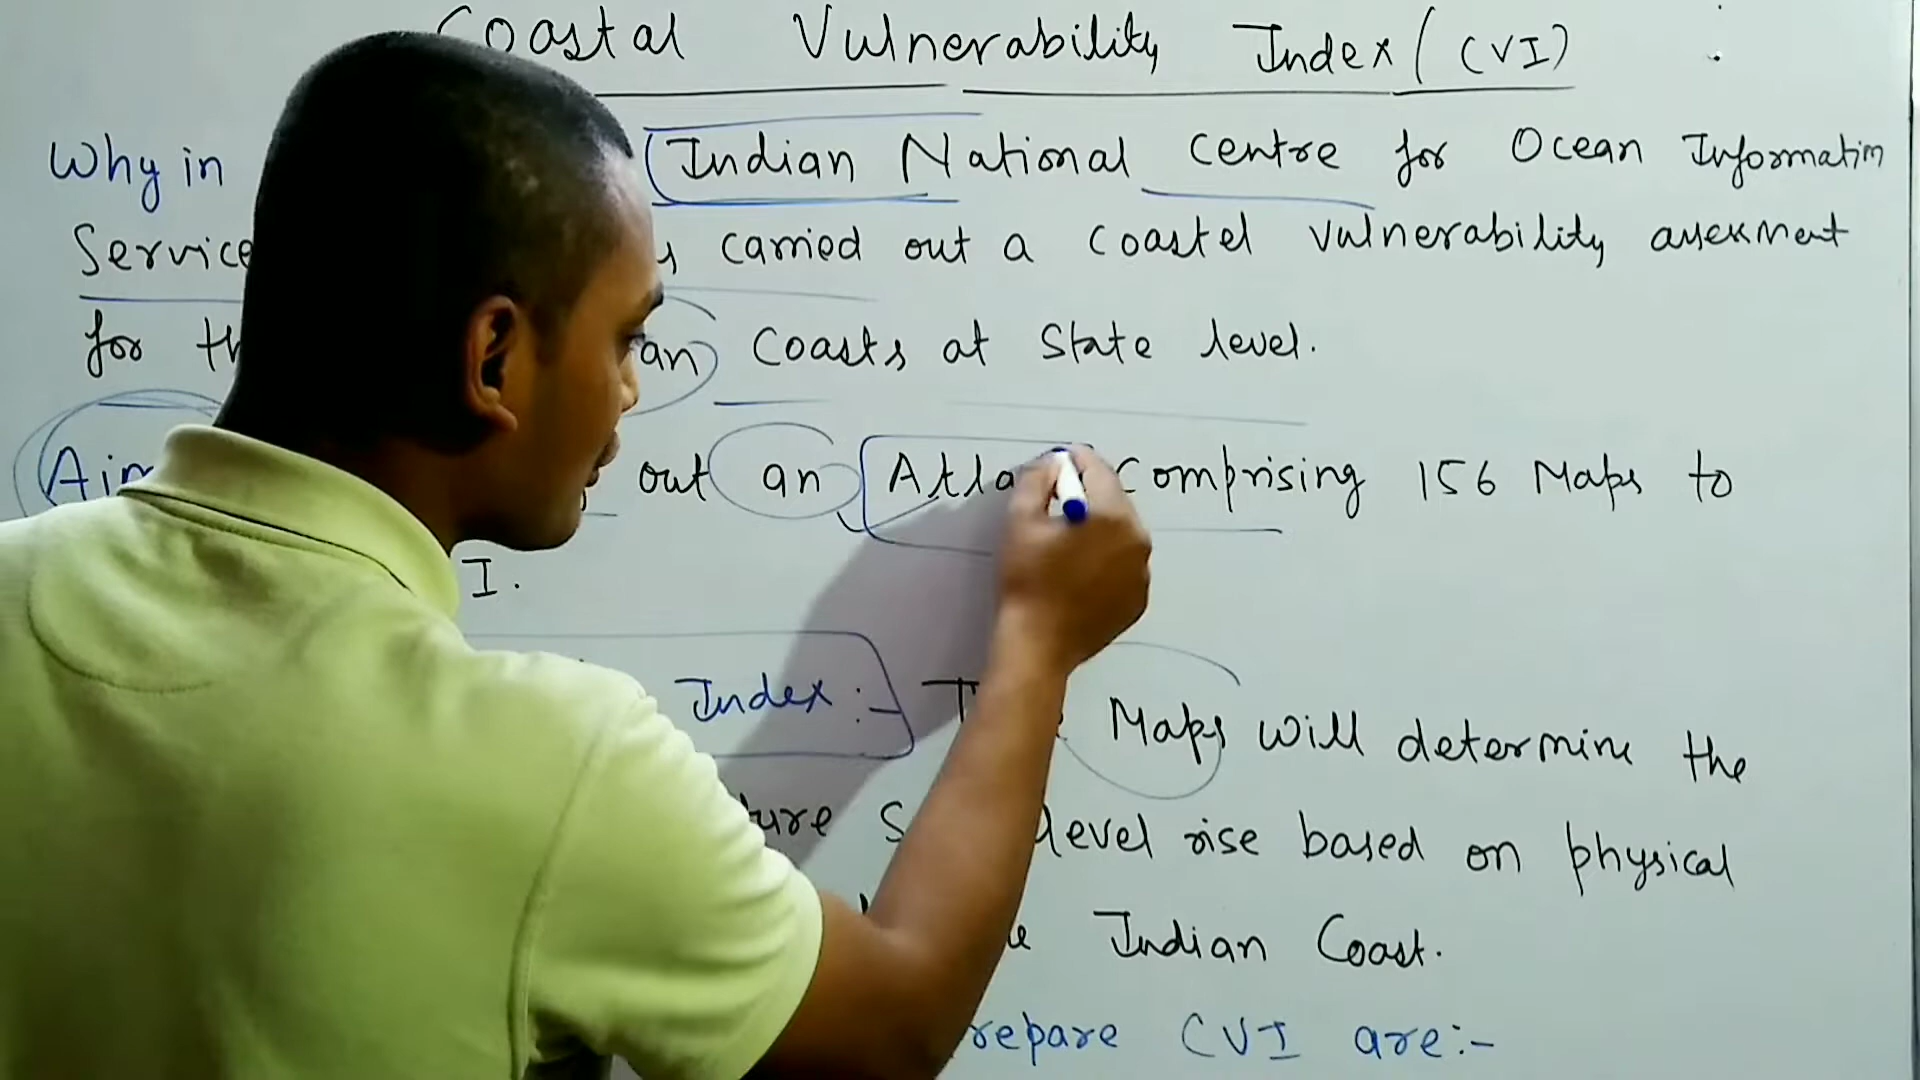 Coastal Vulnerability Index (CVI) :
Why in Indian National Centre for Ocean Information
Service carried out a coastel vulnerability
for th an Coasts at State level.
Aim out an Atla comprising 156 Maps to
I.
Index :- Maps will determine the
ture level rise based on physical
Indian Coast.
repare CVI are:-